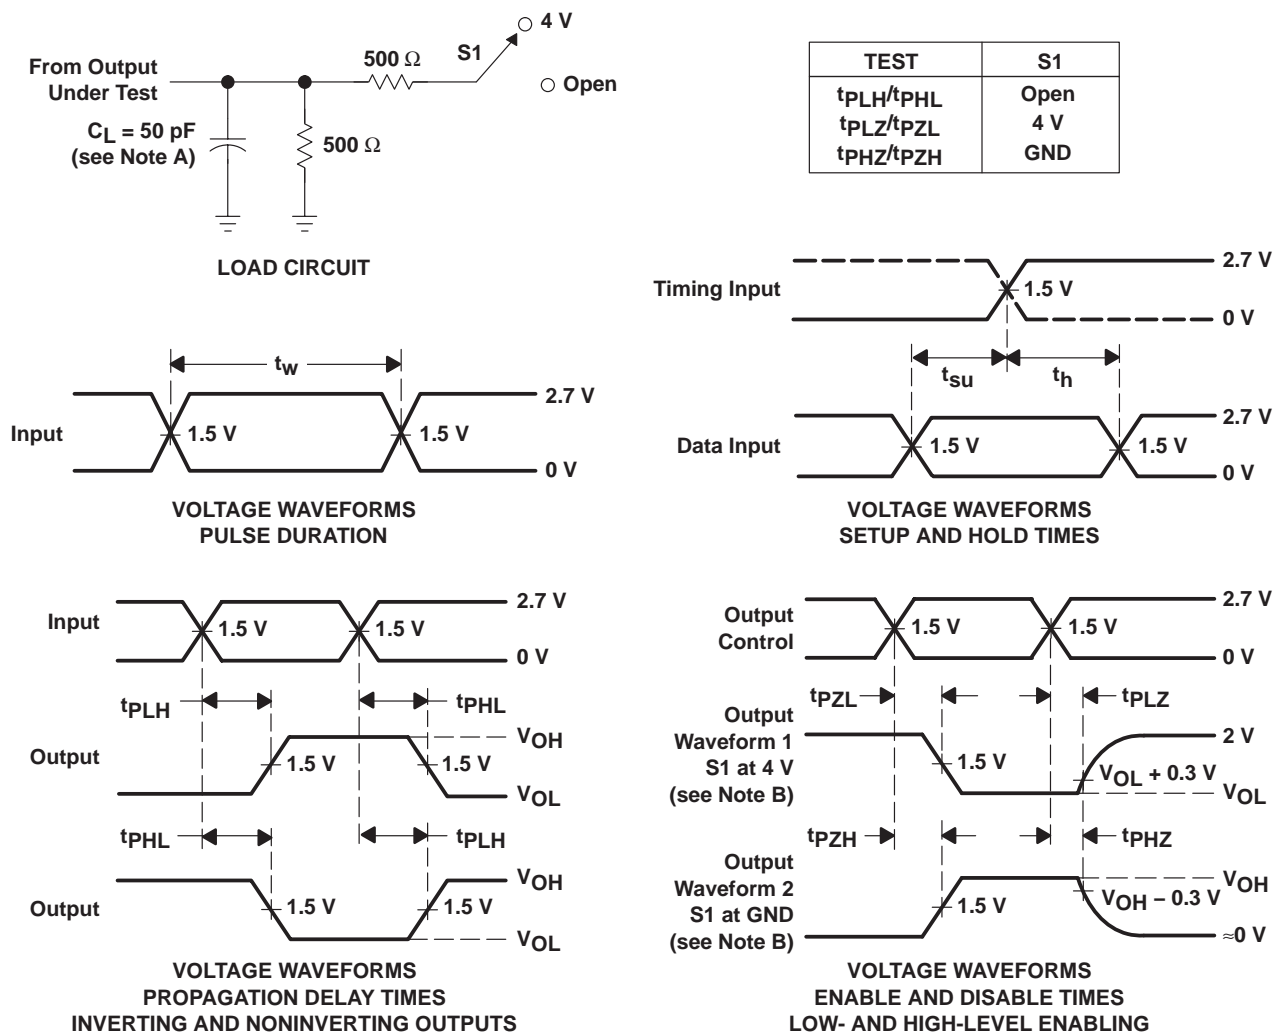 4 V
S1
500 Ω
From Output
Under Test
Open
CL = 50 pF
(see Note A)
500 Ω
LOAD CIRCUIT
TEST S1
tPLH/tPHL Open
tPLZ/tPZL 4 V
tPHZ/tPZH GND
Timing Input
2.7 V
1.5 V
0 V
tsu
th
Data Input
2.7 V
1.5 V
1.5 V
0 V
VOLTAGE WAVEFORMS
SETUP AND HOLD TIMES
tw
Input
2.7 V
1.5 V
1.5 V
0 V
VOLTAGE WAVEFORMS
PULSE DURATION
Input
2.7 V
1.5 V
1.5 V
0 V
tPLH
tPHL
Output
VOH
1.5 V
1.5 V
VOL
tPHL
tPLH
Output
VOH
1.5 V
1.5 V
VOL
VOLTAGE WAVEFORMS
PROPAGATION DELAY TIMES
INVERTING AND NONINVERTING OUTPUTS
Output
Control
2.7 V
1.5 V
1.5 V
0 V
tPZL
tPLZ
Output
Waveform 1
S1 at 4 V
(see Note B)
2 V
1.5 V
VOL + 0.3 V
VOL
tPZH
tPHZ
Output
Waveform 2
S1 at GND
(see Note B)
VOH
1.5 V
VOH − 0.3 V
≈0 V
VOLTAGE WAVEFORMS
ENABLE AND DISABLE TIMES
LOW- AND HIGH-LEVEL ENABLING